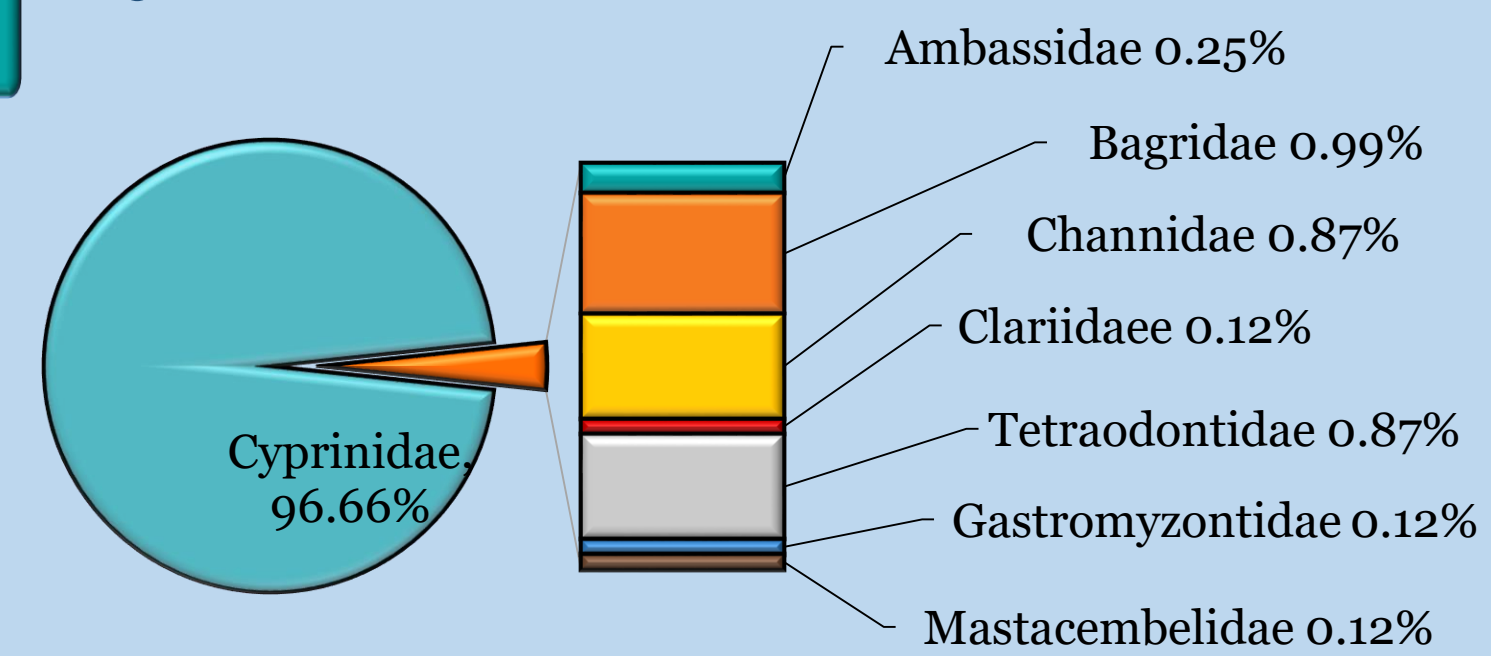 Ambassidae 0.25%
Bagridae 0.99%
Channidae 0.87%
Clariidaee 0.12%
Tetraodontidae 0.87%
Cyprinidae,
96.66%
Gastromyzontidae 0.12%
Mastacembelidae 0.12%